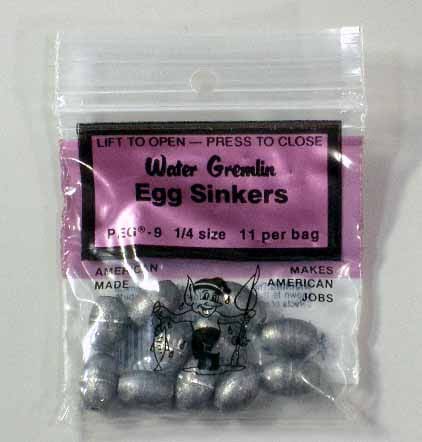 LIFT TO OPEN — PRESS TO CLOSE
Water Gremlin
Egg Sinkers
PEG®-9 1/4 size 11 per bag
AMERICAN MADE
MAKES AMERICAN JOBS